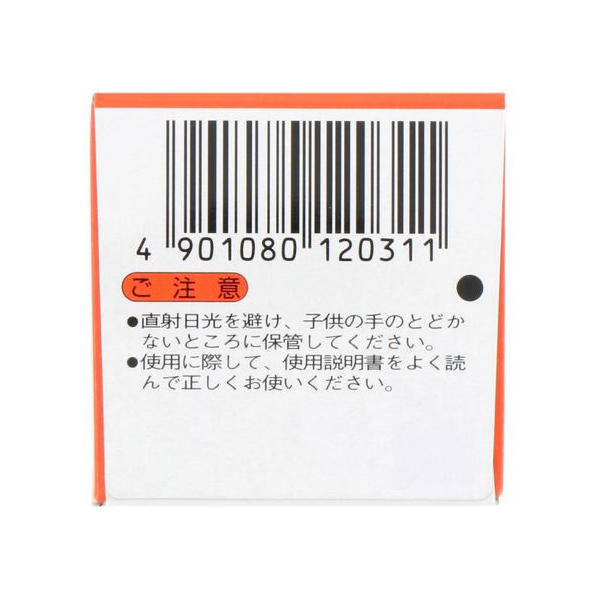 4 901080 120311
ご注意
●直射日光を避け、子供の手のとどか
ないところに保管してください。
●使用に際して、使用説明書をよく読
んで正しくお使いください。